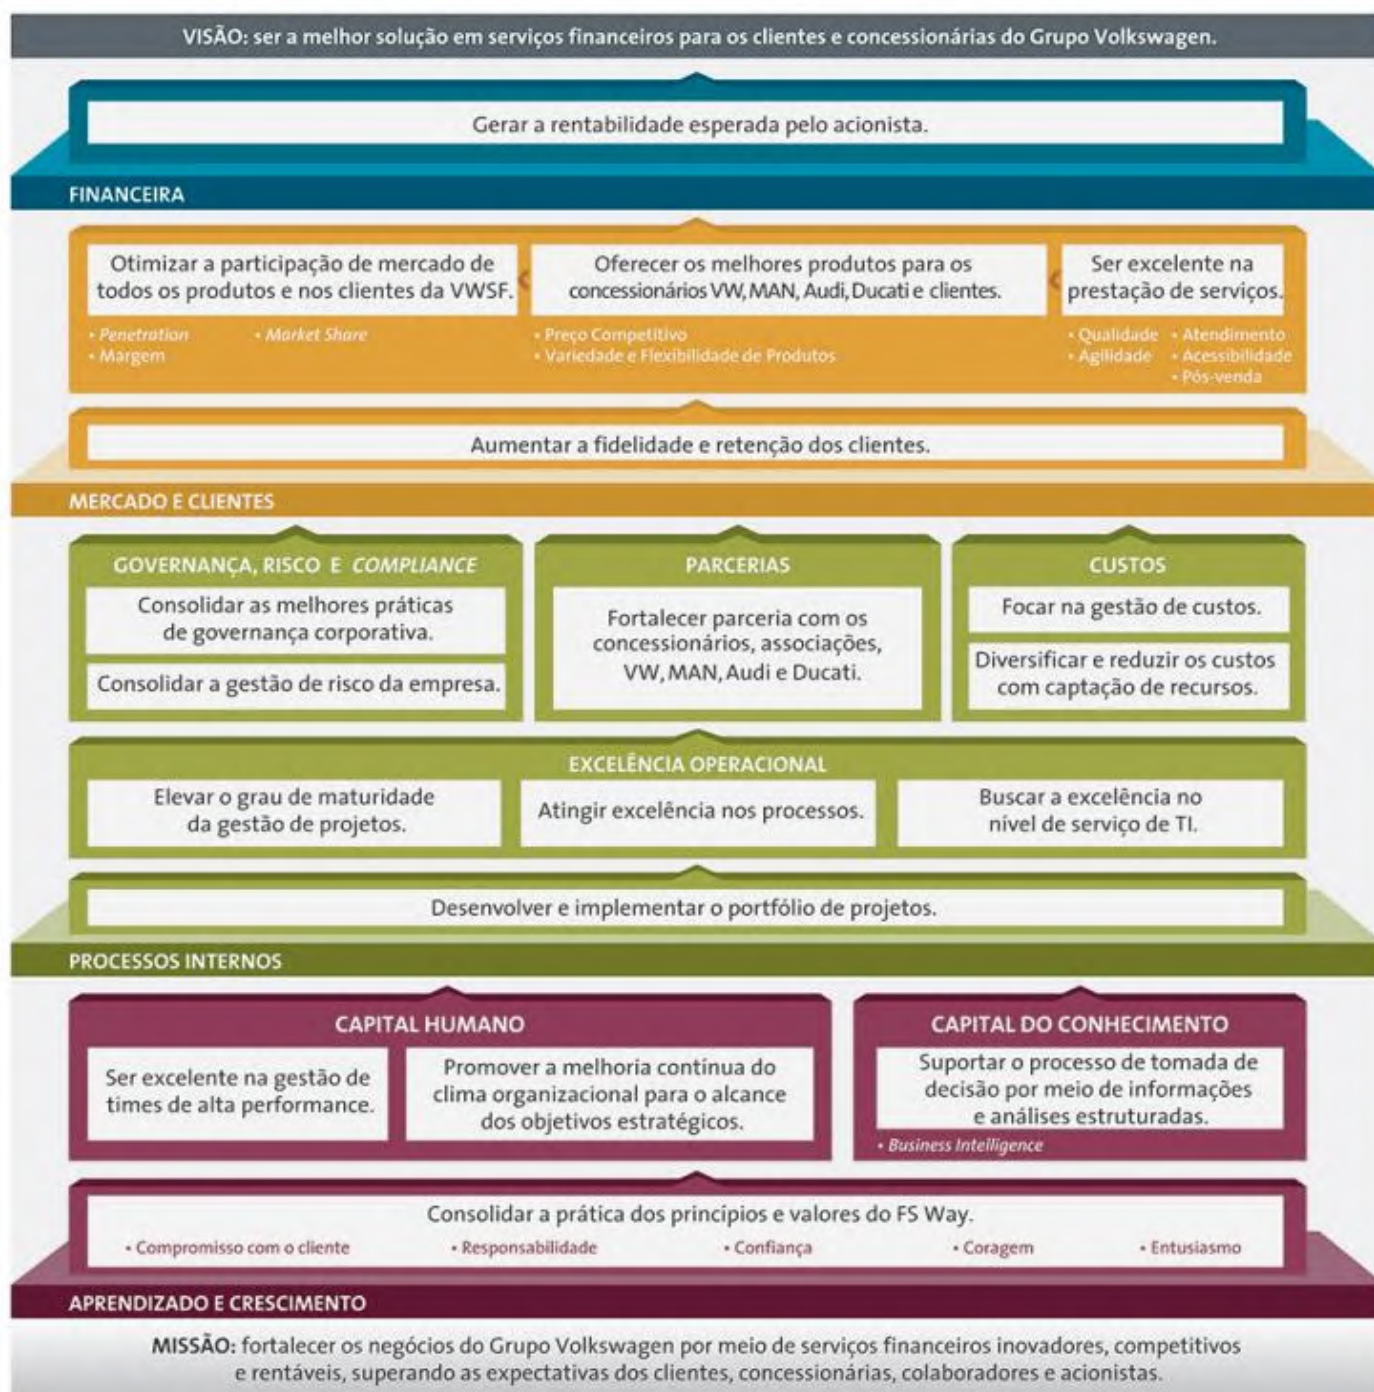 VISÃO: ser a melhor solução em serviços financeiros para os clientes e concessionárias do Grupo Volkswagen.
Gerar a rentabilidade esperada pelo acionista.
FINANCEIRA
Otimizar a participação de mercado de
todos os produtos e nos clientes da VWSF.
• Penetration
• Market Share
• Margem
Oferecer os melhores produtos para os
concessionários VW, MAN, Audi, Ducati e clientes.
• Preço Competitivo
• Variedade e Flexibilidade de Produtos
Ser excelente na
prestação de serviços.
• Qualidade • Atendimento
• Agilidade • Acessibilidade
• Pós-venda
Aumentar a fidelidade e retenção dos clientes.
MERCADO E CLIENTES
GOVERNANÇA, RISCO E COMPLIANCE
Consolidar as melhores práticas
de governança corporativa.
Consolidar a gestão de risco da empresa.
PARCERIAS
Fortalecer parceria com os
concessionários, associações,
VW, MAN, Audi e Ducati.
CUSTOS
Focar na gestão de custos.
Diversificar e reduzir os custos
com captação de recursos.
EXCELÊNCIA OPERACIONAL
Elevar o grau de maturidade
da gestão de projetos.
Atingir excelência nos processos.
Buscar a excelência no
nível de serviço de TI.
Desenvolver e implementar o portfólio de projetos.
PROCESSOS INTERNOS
CAPITAL HUMANO
Ser excelente na gestão de
times de alta performance.
Promover a melhoria contínua do
clima organizacional para o alcance
dos objetivos estratégicos.
CAPITAL DO CONHECIMENTO
Suportar o processo de tomada de
decisão por meio de informações
e análises estruturadas.
• Business Intelligence
Consolidar a prática dos princípios e valores do FS Way.
• Compromisso com o cliente • Responsabilidade • Confiança • Coragem • Entusiasmo
APRENDIZADO E CRESCIMENTO
MISSÃO: fortalecer os negócios do Grupo Volkswagen por meio de serviços financeiros inovadores, competitivos
e rentáveis, superando as expectativas dos clientes, concessionárias, colaboradores e acionistas.